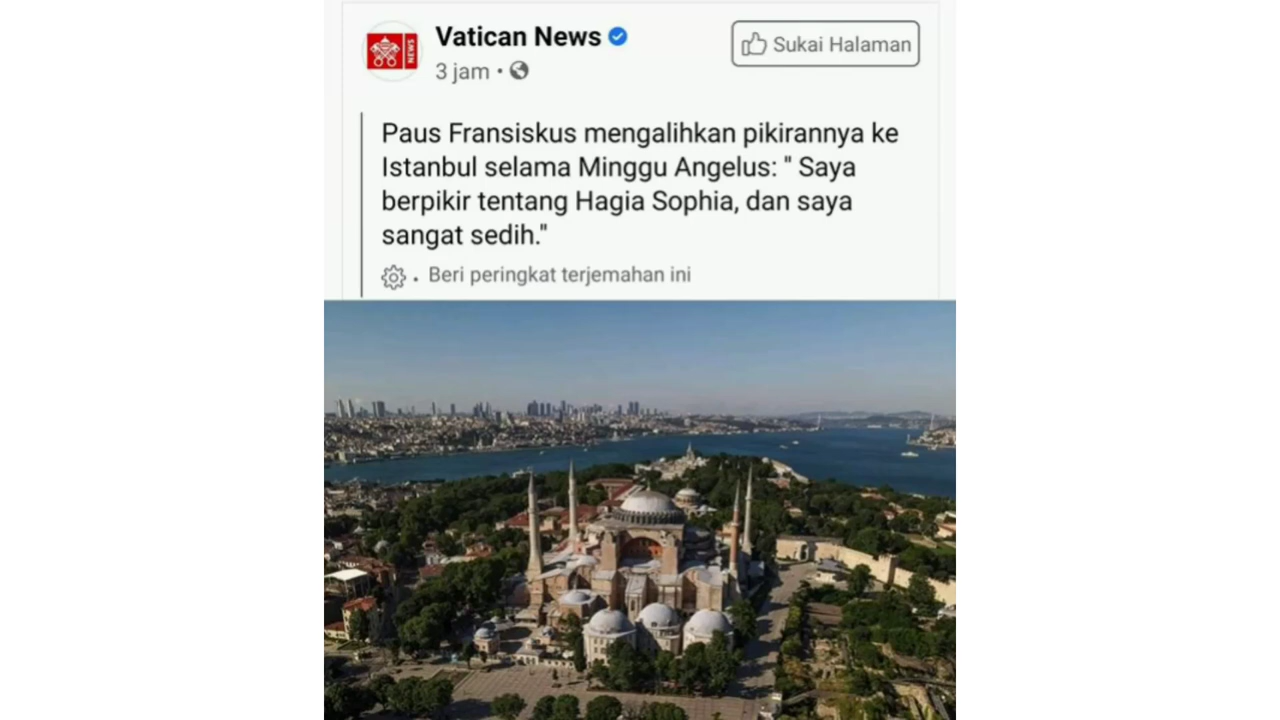 Vatican News
Sukai Halaman
3 jam •
NEWS
Paus Fransiskus mengalihkan pikirannya ke
Istanbul selama Minggu Angelus: " Saya
berpikir tentang Hagia Sophia, dan saya
sangat sedih."
. Beri peringkat terjemahan ini